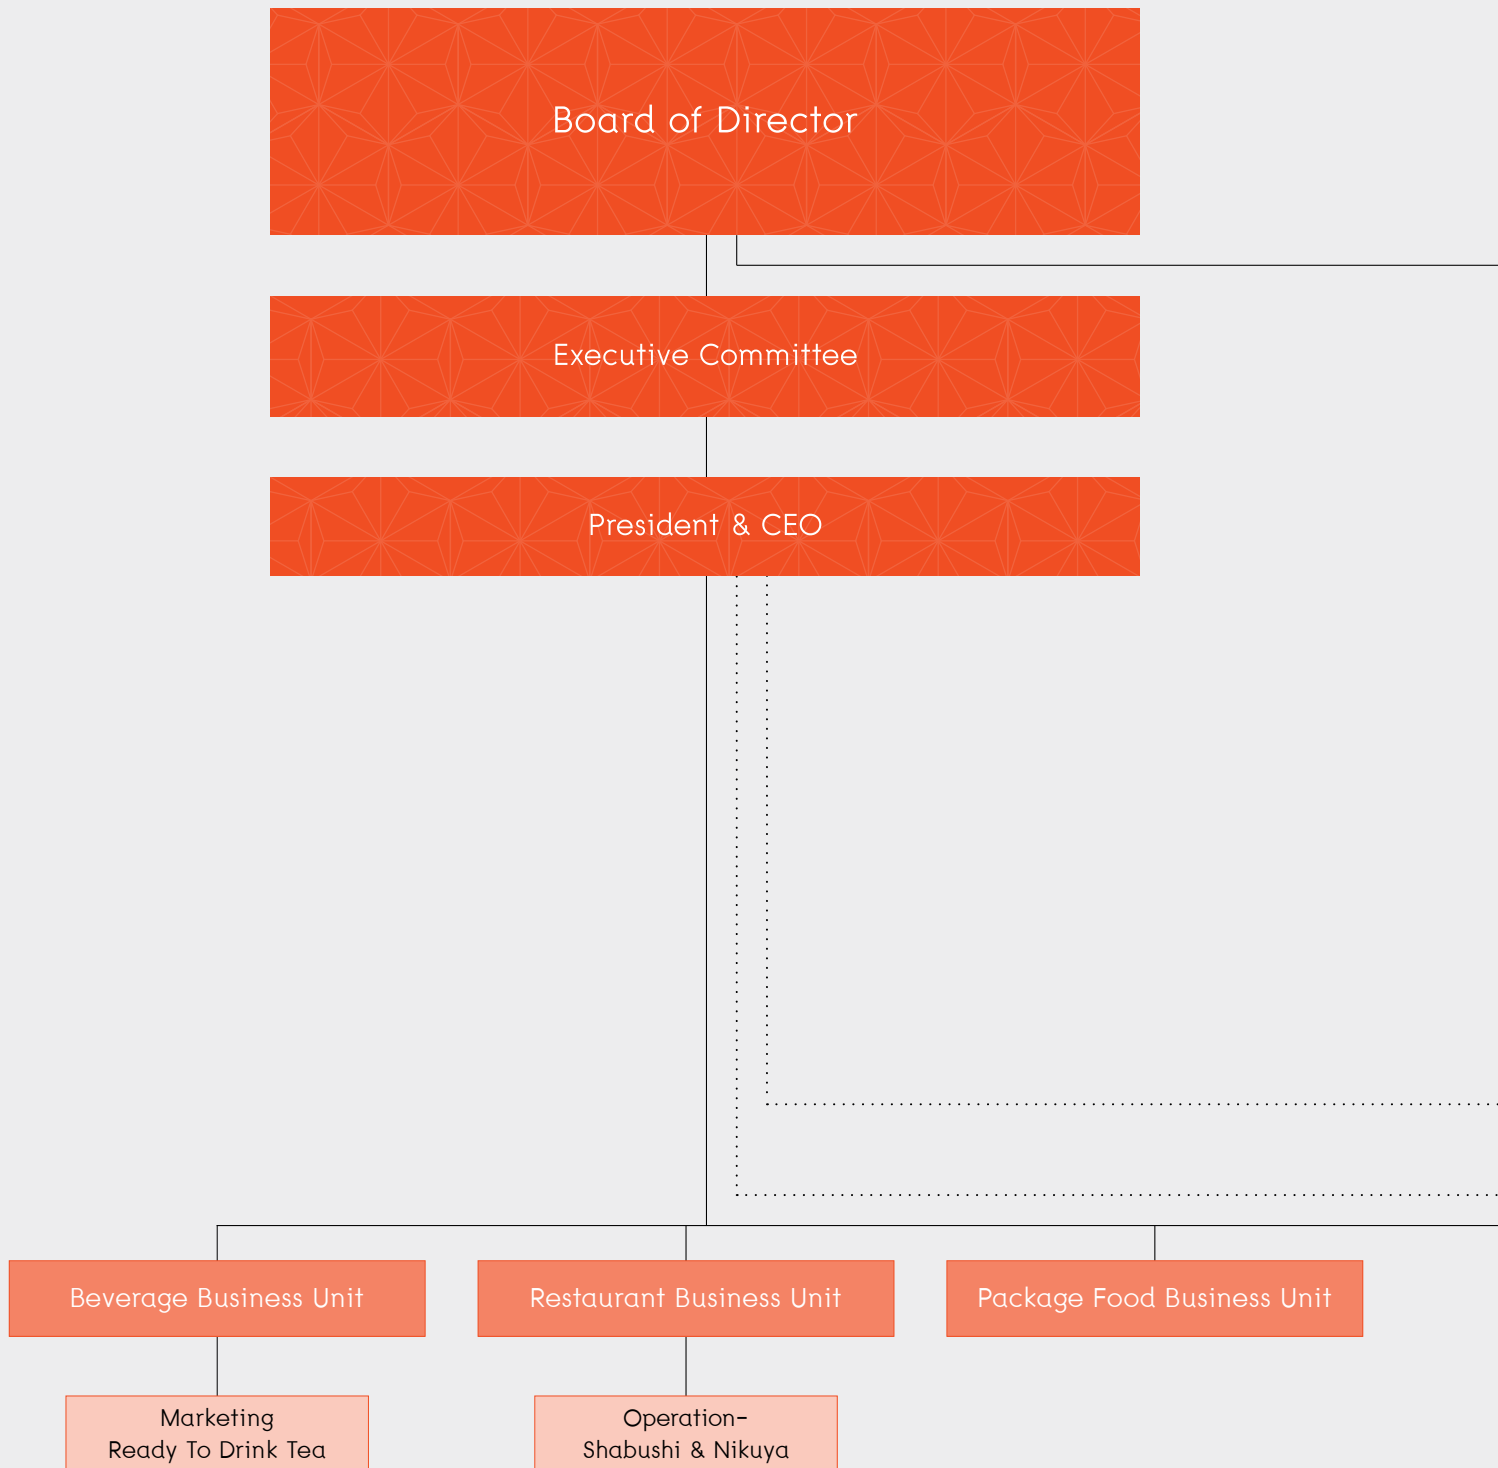 Board of Director
Executive Committee
President & CEO
Beverage Business Unit
Restaurant Business Unit
Package Food Business Unit
Marketing
Ready To Drink Tea
Operation-
Shabushi & Nikuya